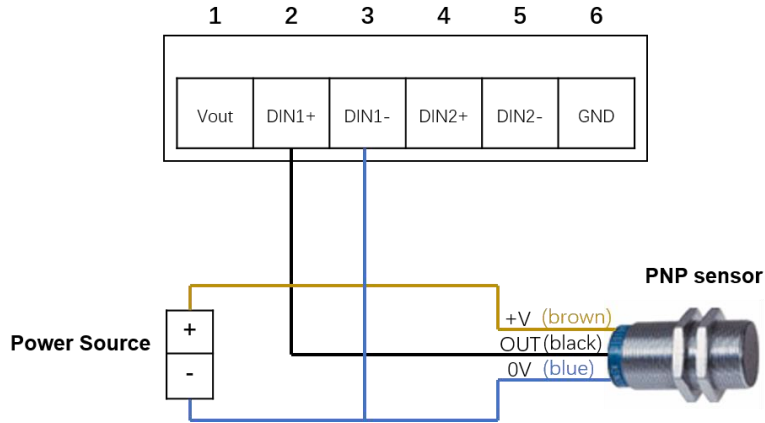 1 2 3 4 5 6
Vout DIN1+ DIN1- DIN2+ DIN2- GND
PNP sensor
+V (brown)
+
Power Source
OUT(black)
0V (blue)
-